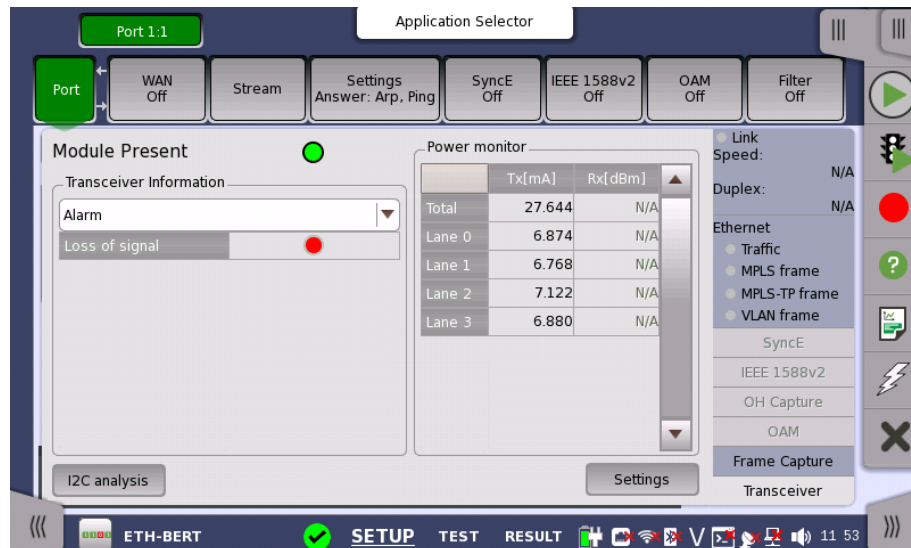 Port 1:1
Application Selector
Port
WAN
Off
Stream
Settings
Answer: Arp, Ping
SyncE
Off
IEEE 1588v2
Off
OAM
Off
Filter
Off
Module Present
Transceiver Information
Alarm
Loss of signal
I2C analysis
Power monitor
Tx[mA] Rx[dBm]
Total 27.644 N/A
Lane 0 6.874 N/A
Lane 1 6.768 N/A
Lane 2 7.122 N/A
Lane 3 6.880 N/A
Settings
Link
Speed:
N/A
Duplex:
N/A
Ethernet
Traffic
MPLS frame
MPLS-TP frame
VLAN frame
SyncE
IEEE 1588v2
OH Capture
OAM
Frame Capture
Transceiver
ETH-BERT SETUP TEST RESULT V 11 53